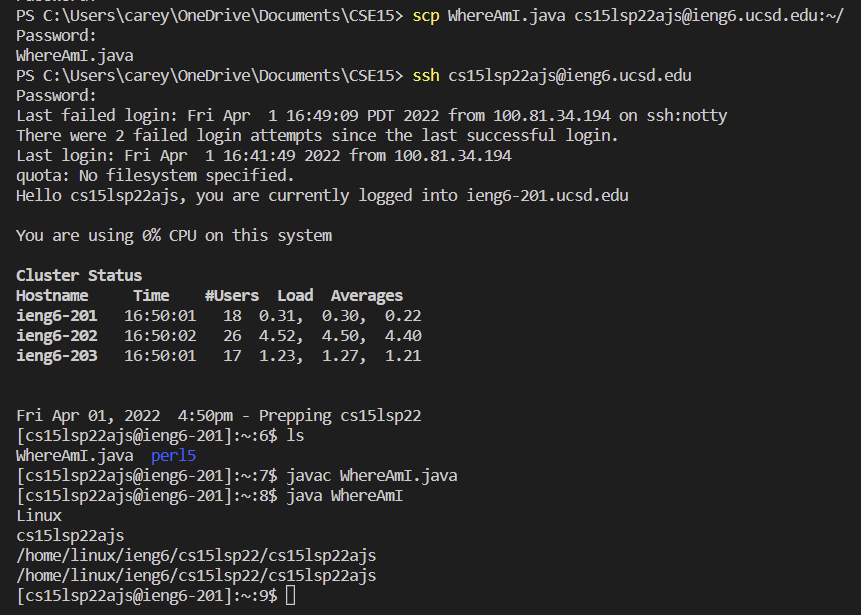 PS C:\Users\carey\OneDrive\Documents\CSE15> scp WhereAmI.java cs15lsp22ajs@ieng6.ucsd.edu:~/
Password:
WhereAmI.java
PS C:\Users\carey\OneDrive\Documents\CSE15> ssh cs15lsp22ajs@ieng6.ucsd.edu
Password:
Last failed login: Fri Apr  1 16:49:09 PDT 2022 from 100.81.34.194 on ssh:notty
There were 2 failed login attempts since the last successful login.
Last login: Fri Apr  1 16:41:49 2022 from 100.81.34.194
quota: No filesystem specified.
Hello cs15lsp22ajs, you are currently logged into ieng6-201.ucsd.edu
You are using 0% CPU on this system
Cluster Status
Hostname     Time    #Users  Load  Averages
ieng6-201   16:50:01   18  0.31,  0.30,  0.22
ieng6-202   16:50:02   26  4.52,  4.50,  4.40
ieng6-203   16:50:01   17  1.23,  1.27,  1.21
Fri Apr 01, 2022  4:50pm - Prepping cs15lsp22
[cs15lsp22ajs@ieng6-201]:~:6$ ls
WhereAmI.java  perl5
[cs15lsp22ajs@ieng6-201]:~:7$ javac WhereAmI.java
[cs15lsp22ajs@ieng6-201]:~:8$ java WhereAmI
Linux
cs15lsp22ajs
/home/linux/ieng6/cs15lsp22/cs15lsp22ajs
/home/linux/ieng6/cs15lsp22/cs15lsp22ajs
[cs15lsp22ajs@ieng6-201]:~:9$